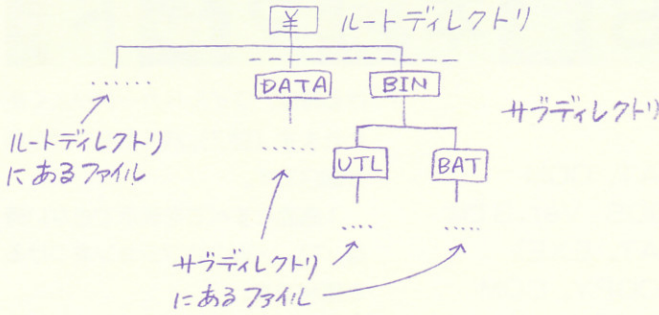 ¥ ルートディレクトリ
...... DATA BIN
サブディレクトリ
ルートディレクトリ
にあるファイル
...... UTL BAT
..... .....
サブディレクトリ
にあるファイル